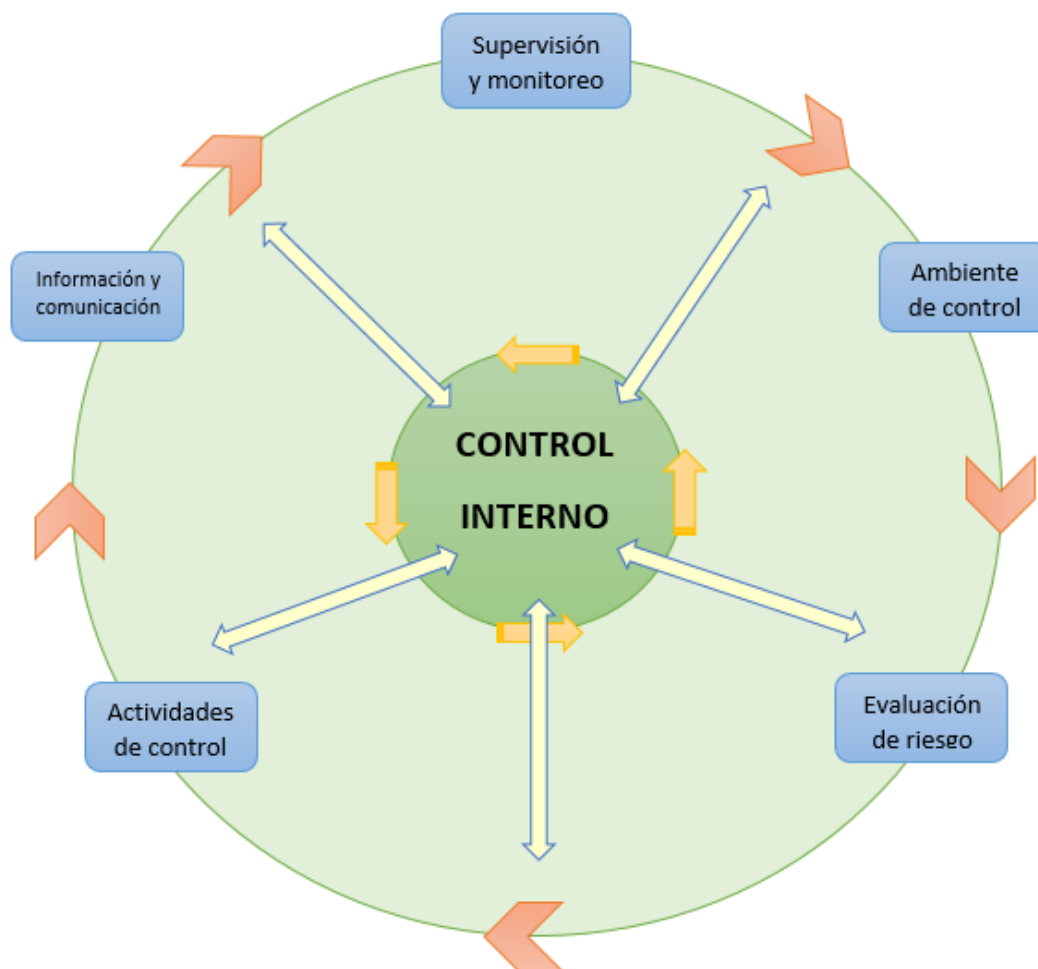 Supervisión
y monitoreo
Información y
comunicación
Ambiente
de control
CONTROL
INTERNO
Actividades
de control
Evaluación
de riesgo